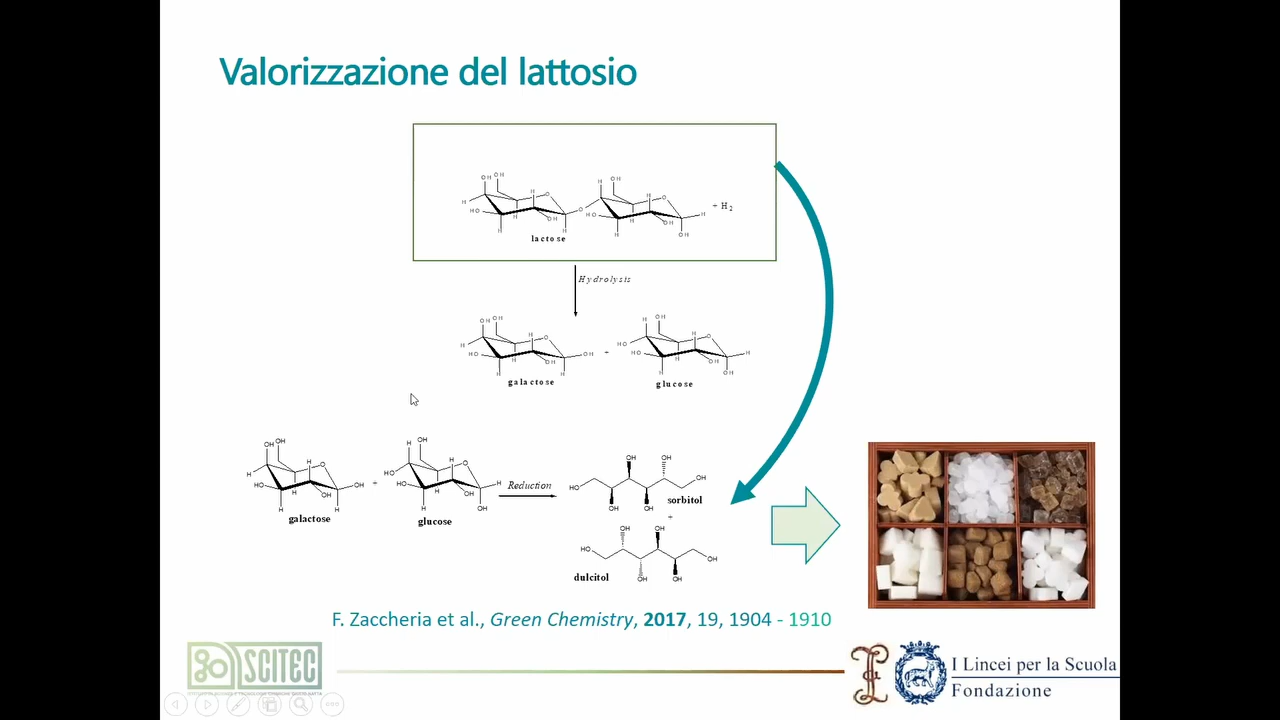 Valorizzazione del lattosio
lactose
+ H2
Hydrolysis
galactose
+
glucose
galactose
+
glucose
Reduction
sorbitol
+
dulcitol
F. Zaccheria et al., Green Chemistry, 2017, 19, 1904 - 1910
SCITEC
I Lincei per la Scuola
Fondazione